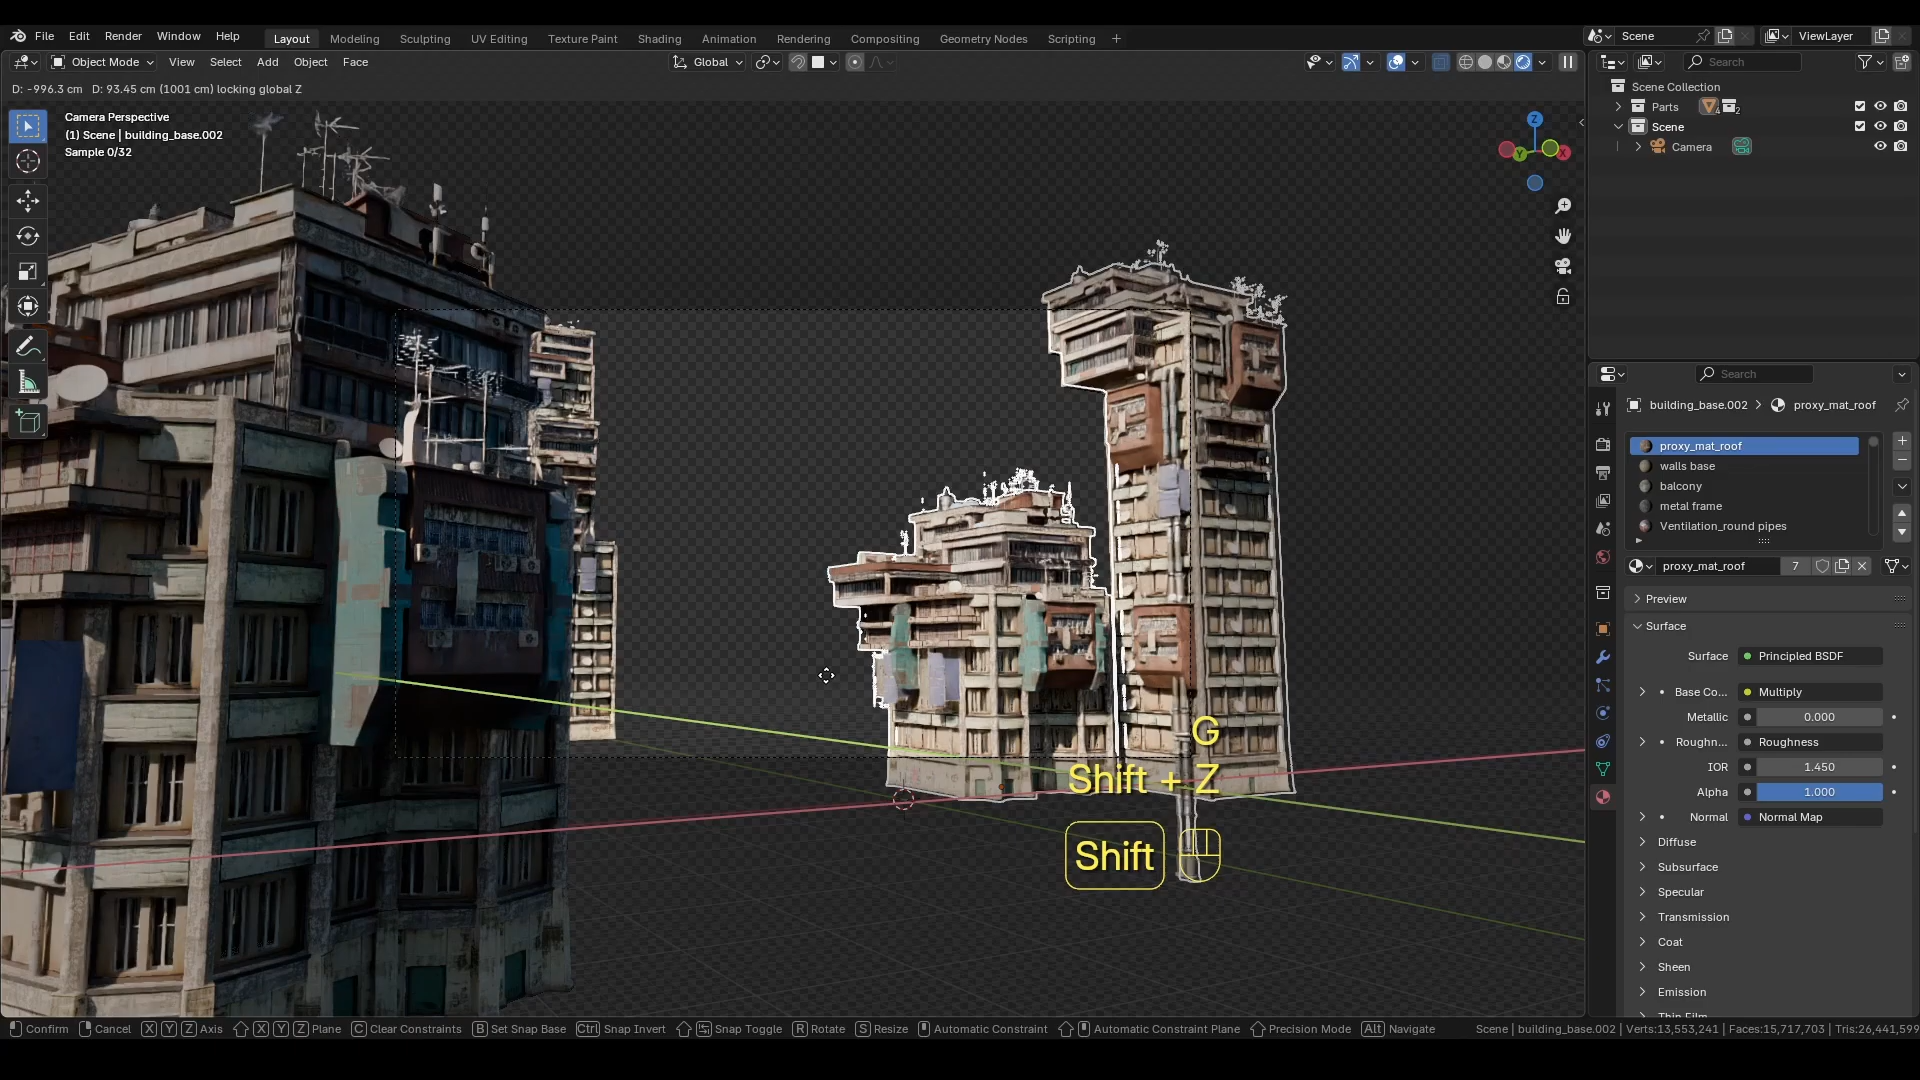 File Edit Render Window Help Layout Modeling Sculpting UV Editing Texture Paint Shading Animation Rendering Compositing Geometry Nodes Scripting + Scene ViewLayer
Object Mode View Select Add Object Face Global Search
D: -996.3 cm D: 93.45 cm (1001 cm) locking global Z
Camera Perspective
(1) Scene | building_base.002
Sample 0/32
Z
Y
X
Scene Collection
Parts 4 2
Scene
Camera
Search
building_base.002 > proxy_mat_roof
proxy_mat_roof
walls base
balcony
metal frame
Ventilation_round pipes
proxy_mat_roof 7
Preview
Surface
Surface Principled BSDF
Base Co... Multiply
Metallic 0.000
Roughn... Roughness
IOR 1.450
Alpha 1.000
Normal Normal Map
Diffuse
Subsurface
Specular
Transmission
Coat
Sheen
Emission
Thin Film
G
Shift + Z
Shift
Confirm Cancel X Y Z Axis X Y Z Plane C Clear Constraints B Set Snap Base Ctrl Snap Invert Snap Toggle R Rotate S Resize Automatic Constraint Automatic Constraint Plane Precision Mode Alt Navigate Scene | building_base.002 | Verts:13,553,241 | Faces:15,717,703 | Tris:26,441,599